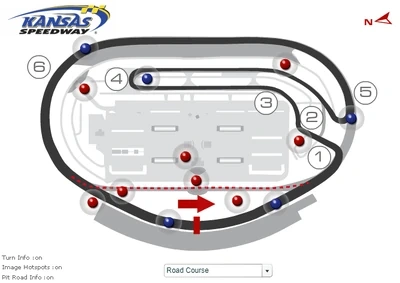 KANSAS
SPEEDWAY
N
6
4
5
3
2
1
Turn Info :on
Image Hotspots :on
Pit Road Info :on
Road Course